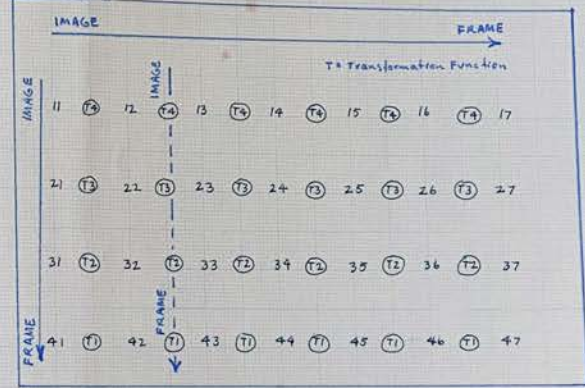 IMAGE FRAME
T = Transformation Function
IMAGE
IMAGE
11 T4 12 T4 13 T4 14 T4 15 T4 16 T4 17
21 T3 22 T3 23 T3 24 T3 25 T3 26 T3 27
31 T2 32 T2 33 T2 34 T2 35 T2 36 T2 37
FRAME
FRAME
41 T1 42 T1 43 T1 44 T1 45 T1 46 T1 47